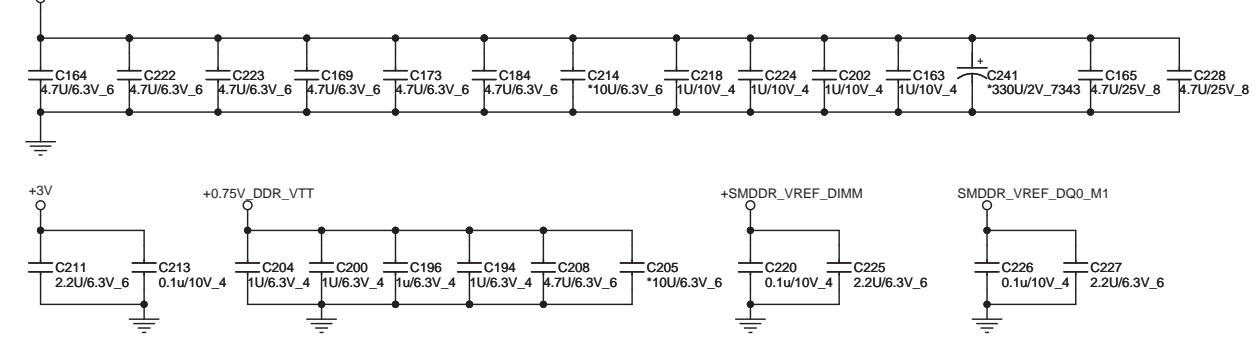 C164
4.7U/6.3V_6
C222
4.7U/6.3V_6
C223
4.7U/6.3V_6
C169
4.7U/6.3V_6
C173
4.7U/6.3V_6
C184
4.7U/6.3V_6
C214
*10U/6.3V_6
C218
1U/10V_4
C224
1U/10V_4
C202
1U/10V_4
C163
1U/10V_4
+
C241
*330U/2V_7343
C165
4.7U/25V_8
C228
4.7U/25V_8
+3V
C211
2.2U/6.3V_6
C213
0.1u/10V_4
+0.75V_DDR_VTT
C204
1U/6.3V_4
C200
1U/6.3V_4
C196
1u/6.3V_4
C194
1U/6.3V_4
C208
4.7U/6.3V_6
C205
*10U/6.3V_6
+SMDDR_VREF_DIMM
C220
0.1u/10V_4
C225
2.2U/6.3V_6
SMDDR_VREF_DQ0_M1
C226
0.1u/10V_4
C227
2.2U/6.3V_6